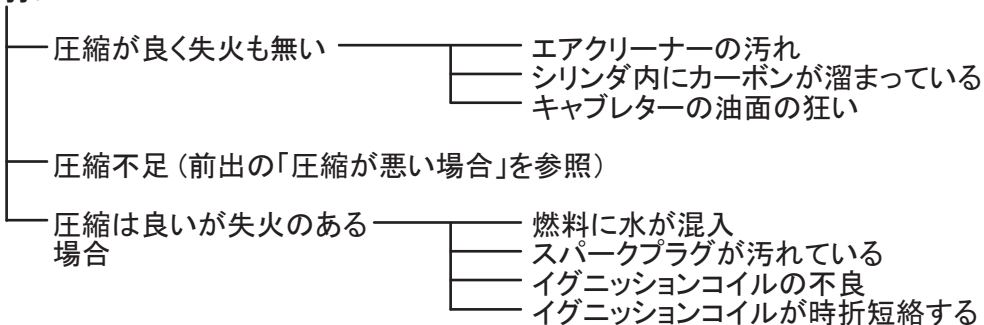 圧縮が良く失火も無い
エアクリーナーの汚れ
シリンダ内にカーボンが溜まっている
キャブレターの油面の狂い
圧縮不足（前出の「圧縮が悪い場合」を参照）
圧縮は良いが失火のある
場合
燃料に水が混入
スパークプラグが汚れている
イグニッションコイルの不良
イグニッションコイルが時折短絡する